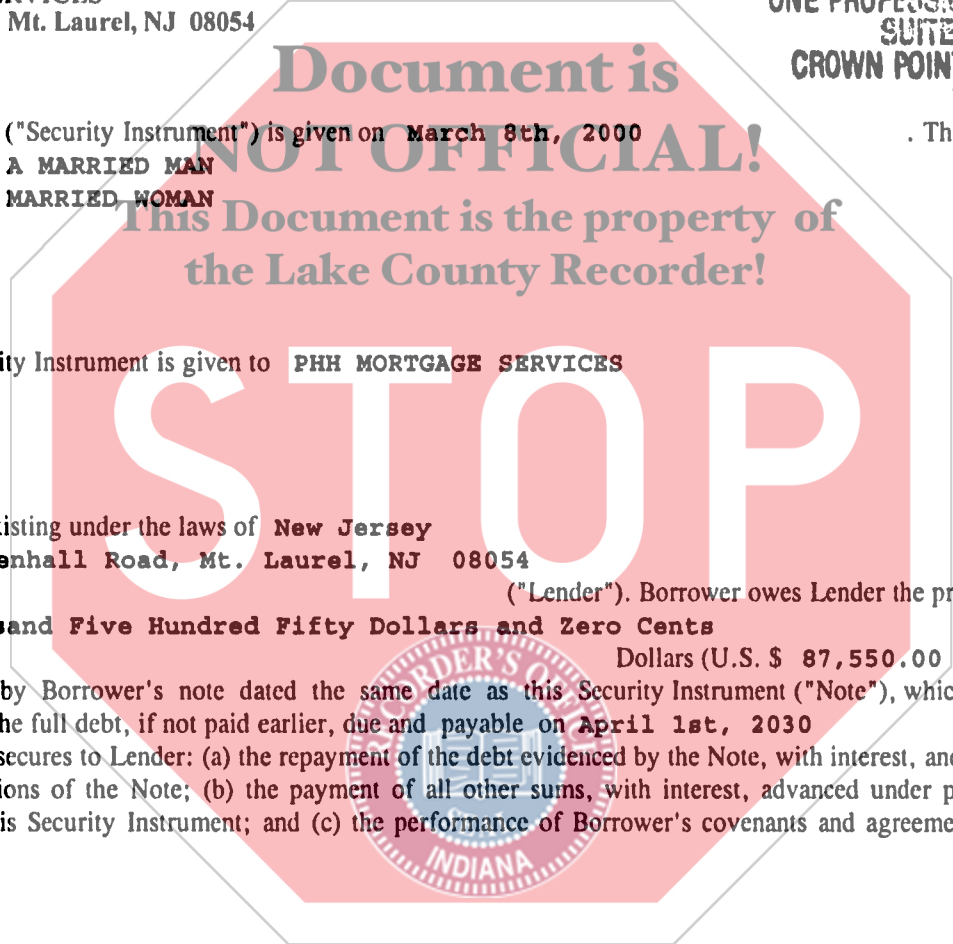 Mt. Laurel, NJ 08054
SUITE
CROWN POINT
Document is
("Security Instrument") is given on March 8th, 2000 . Th
NOT OFFICIAL!
A MARRIED MAN
MARRIED WOMAN
This Document is the property of
the Lake County Recorder!
ity Instrument is given to PHH MORTGAGE SERVICES
STOP
isting under the laws of New Jersey
enhall Road, Mt. Laurel, NJ 08054
("Lender"). Borrower owes Lender the pr
sand Five Hundred Fifty Dollars and Zero Cents
Dollars (U.S. $ 87,550.00
by Borrower's note dated the same date as this Security Instrument ("Note"), whic
he full debt, if not paid earlier, due and payable on April 1st, 2030
secures to Lender: (a) the repayment of the debt evidenced by the Note, with interest, and
ions of the Note; (b) the payment of all other sums, with interest, advanced under p
is Security Instrument; and (c) the performance of Borrower's covenants and agreeme
RECORDER'S OFFICE
INDIANA